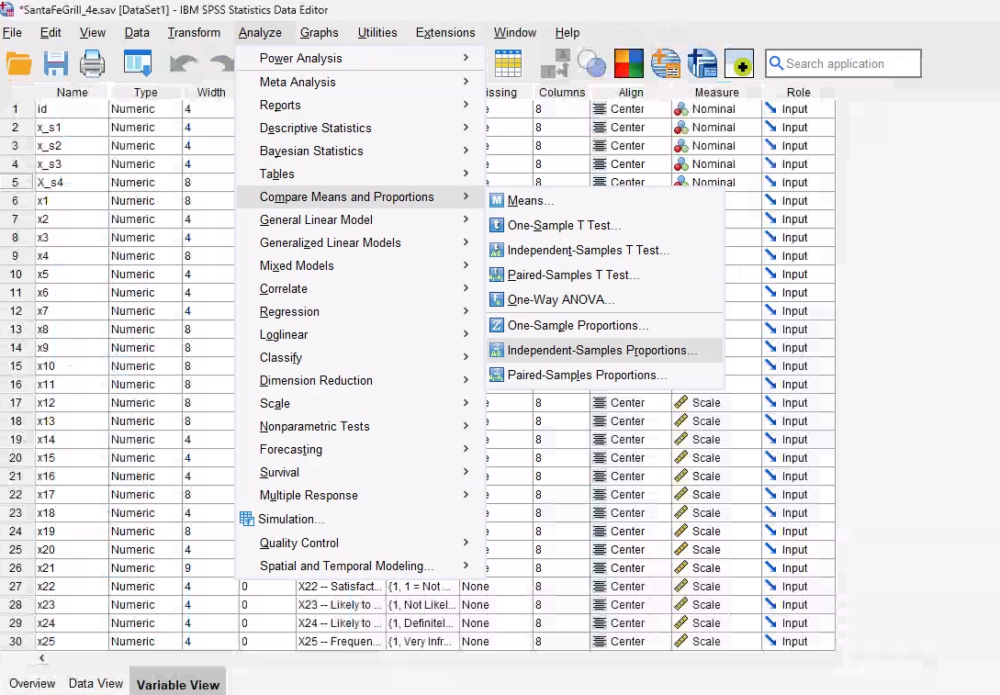 *SantaFeGrill_4e.sav [DataSet1] - IBM SPSS Statistics Data Editor
File Edit View Data Transform Analyze Graphs Utilities Extensions Window Help
Search application
Name Type Width issing Columns Align Measure Role
1 id Numeric 4 8 Center Nominal Input
2 x_s1 Numeric 4 8 Center Nominal Input
3 x_s2 Numeric 4 8 Center Nominal Input
4 x_s3 Numeric 4 8 Center Nominal Input
5 X_s4 Numeric 8 8 Center Nominal Input
6 x1 Numeric 8 Input
7 x2 Numeric 4 Input
8 x3 Numeric 4 Input
9 x4 Numeric 8 Input
10 x5 Numeric 4 Input
11 x6 Numeric 4 Input
12 x7 Numeric 4 Input
13 x8 Numeric 8 Input
14 x9 Numeric 8 Input
15 x10 Numeric 8 Input
16 x11 Numeric 8 Input
17 x12 Numeric 8 8 Center Scale Input
18 x13 Numeric 8 8 Center Scale Input
19 x14 Numeric 4 8 Center Scale Input
20 x15 Numeric 4 8 Center Scale Input
21 x16 Numeric 4 8 Center Scale Input
22 x17 Numeric 8 8 Center Scale Input
23 x18 Numeric 4 8 Center Scale Input
24 x19 Numeric 8 8 Center Scale Input
25 x20 Numeric 4 8 Center Scale Input
26 x21 Numeric 9 8 Center Scale Input
27 x22 Numeric 4 0 X22 -- Satisfact... {1, 1 = Not ... None 8 Center Scale Input
28 x23 Numeric 4 0 X23 -- Likely to ... {1, Not Likel... None 8 Center Scale Input
29 x24 Numeric 4 0 X24 -- Likely to ... {1, Definitel... None 8 Center Scale Input
30 x25 Numeric 4 0 X25 -- Frequen... {1, Very Infr... None 8 Center Scale Input
Power Analysis
Meta Analysis
Reports
Descriptive Statistics
Bayesian Statistics
Tables
Compare Means and Proportions
General Linear Model
Generalized Linear Models
Mixed Models
Correlate
Regression
Loglinear
Classify
Dimension Reduction
Scale
Nonparametric Tests
Forecasting
Survival
Multiple Response
Simulation...
Quality Control
Spatial and Temporal Modeling...
Means...
One-Sample T Test...
Independent-Samples T Test...
Paired-Samples T Test...
One-Way ANOVA...
One-Sample Proportions...
Independent-Samples Proportions...
Paired-Samples Proportions...
Overview Data View Variable View